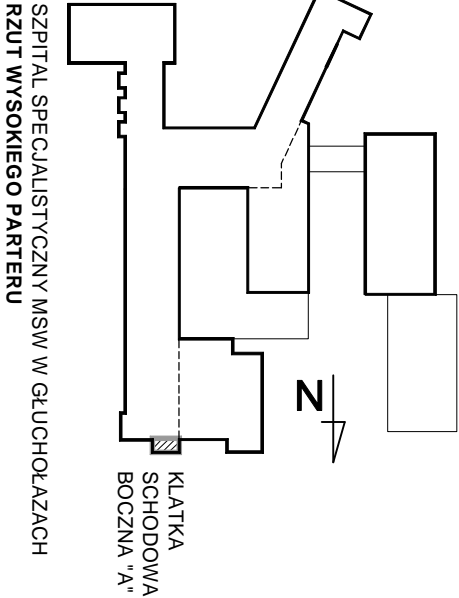 SZPITAL SPECJALISTYCZNY MSW W GŁUCHOŁAZACH
RZUT WYSOKIEGO PARTERU
N
KLATKA
SCHODOWA
BOCZNA "A"